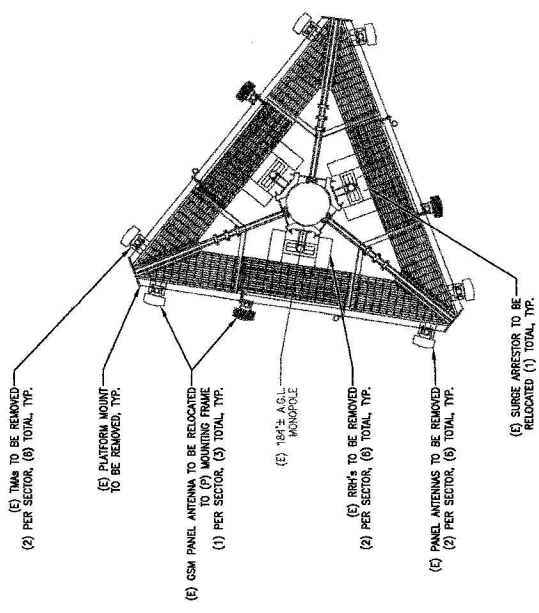 (E) TMAs TO BE REMOVED
(2) PER SECTOR, (6) TOTAL, TYP.
(E) PLATFORM MOUNT
TO BE REMOVED, TYP.
(E) GSM PANEL ANTENNA TO BE RELOCATED
TO (P) MOUNTING FRAME
(1) PER SECTOR, (3) TOTAL, TYP.
(E) 184'± A.G.L.
MONOPOLE
(E) RRH's TO BE REMOVED
(2) PER SECTOR, (6) TOTAL, TYP.
(E) PANEL ANTENNAS TO BE REMOVED
(2) PER SECTOR, (6) TOTAL, TYP.
(E) SURGE ARRESTOR TO BE
RELOCATED (1) TOTAL, TYP.